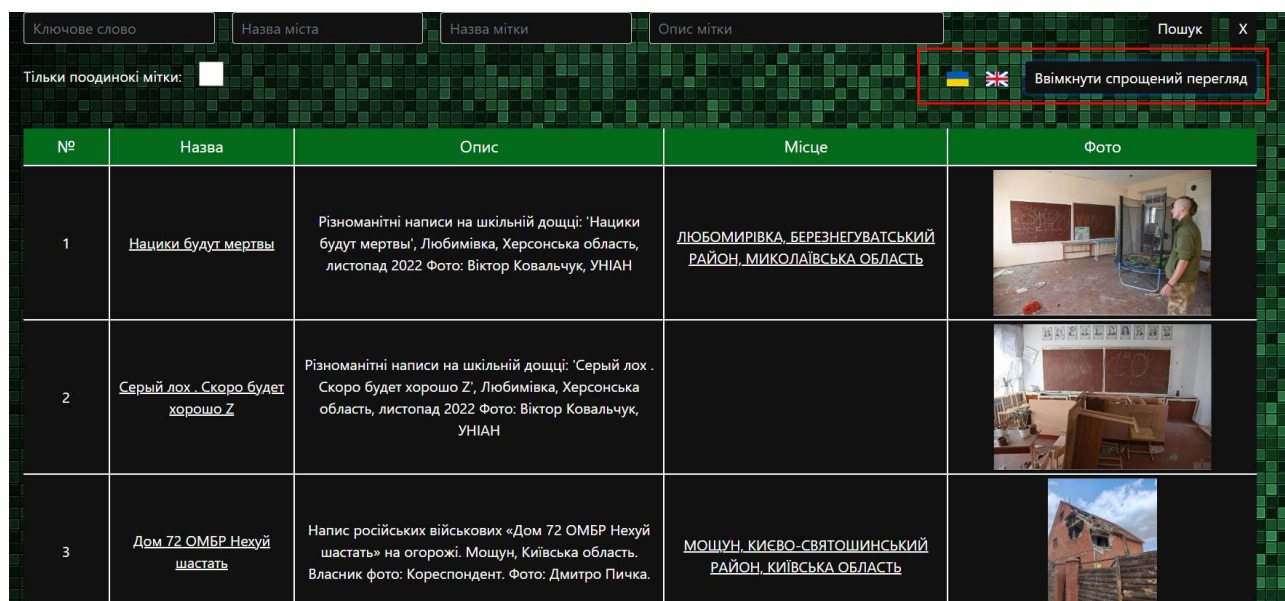 Ключове слово
Назва міста
Назва мітки
Опис мітки
Пошук
X
Тільки поодинокі мітки:
Ввімкнути спрощений перегляд
№
Назва
Опис
Місце
Фото
1
Нацики будут мертвы
Різноманітні написи на шкільній дощці: 'Нацики
будут мертвы', Любимівка, Херсонська область,
листопад 2022 Фото: Віктор Ковальчук, УНІАН
ЛЮБОМИРІВКА, БЕРЕЗНЕГУВАТСЬКИЙ
РАЙОН, МИКОЛАЇВСЬКА ОБЛАСТЬ
2
Серый лох . Скоро будет
хорошо Z
Різноманітні написи на шкільній дощці: 'Серый лох .
Скоро будет хорошо Z', Любимівка, Херсонська
область, листопад 2022 Фото: Віктор Ковальчук,
УНІАН
3
Дом 72 ОМБР Нехуй
шастать
Напис російських військових «Дом 72 ОМБР Нехуй
шастать» на огорожі. Мощун, Київська область.
Власник фото: Кореспондент. Фото: Дмитро Пичка.
МОЩУН, КИЄВО-СВЯТОШИНСЬКИЙ
РАЙОН, КИЇВСЬКА ОБЛАСТЬ